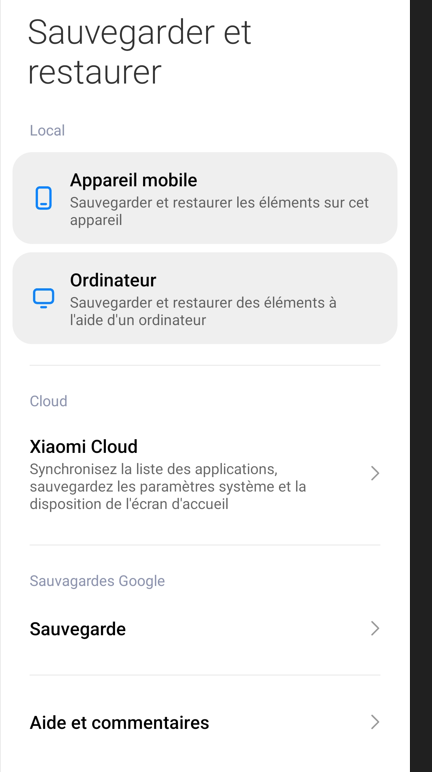 Sauvegarder et
restaurer
Local
Appareil mobile
Sauvegarder et restaurer les éléments sur cet
appareil
Ordinateur
Sauvegarder et restaurer des éléments à
l'aide d'un ordinateur
Cloud
Xiaomi Cloud
Synchronisez la liste des applications,
sauvegardez les paramètres système et la
disposition de l'écran d'accueil
Sauvagardes Google
Sauvegarde
Aide et commentaires